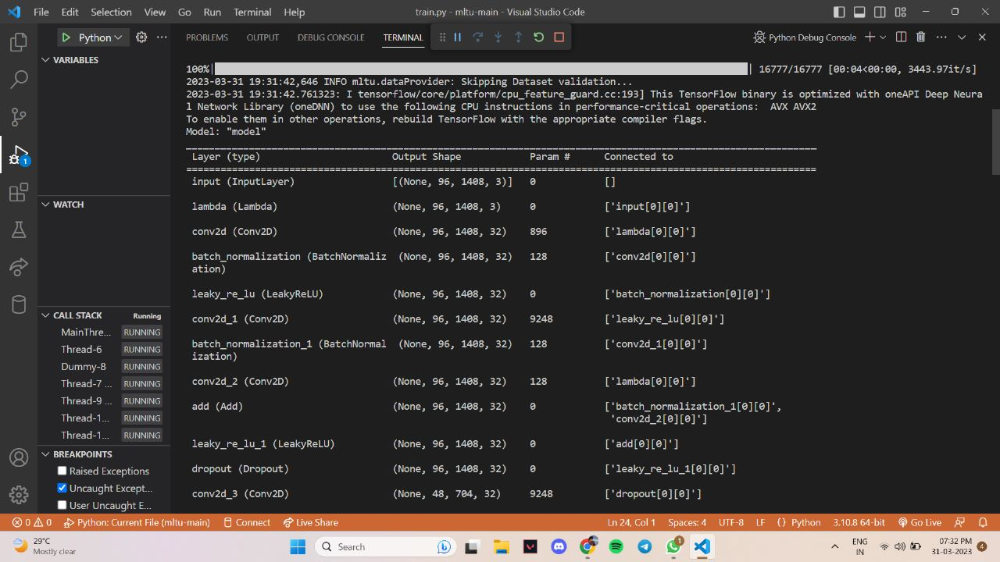 File Edit Selection View Go Run Terminal Help train.py - mltu-main - Visual Studio Code
Python
PROBLEMS OUTPUT DEBUG CONSOLE TERMINAL Python Debug Console
VARIABLES
WATCH
CALL STACK Running
MainThre... RUNNING
Thread-6 RUNNING
Dummy-8 RUNNING
Thread-7 ... RUNNING
Thread-9 ... RUNNING
Thread-1... RUNNING
Thread-1... RUNNING
BREAKPOINTS
Raised Exceptions
Uncaught Except...
User Uncaught E...
1
100%| | 16777/16777 [00:04<00:00, 3443.97it/s]
2023-03-31 19:31:42,646 INFO mltu.dataProvider: Skipping Dataset validation...
2023-03-31 19:31:42.761323: I tensorflow/core/platform/cpu_feature_guard.cc:193] This TensorFlow binary is optimized with oneAPI Deep Neura
l Network Library (oneDNN) to use the following CPU instructions in performance-critical operations:  AVX AVX2
To enable them in other operations, rebuild TensorFlow with the appropriate compiler flags.
Model: "model"
Layer (type) Output Shape Param # Connected to
input (InputLayer) [(None, 96, 1408, 3)] 0 []
lambda (Lambda) (None, 96, 1408, 3) 0 ['input[0][0]']
conv2d (Conv2D) (None, 96, 1408, 32) 896 ['lambda[0][0]']
batch_normalization (BatchNormaliz (None, 96, 1408, 32) 128 ['conv2d[0][0]']
ation)
leaky_re_lu (LeakyReLU) (None, 96, 1408, 32) 0 ['batch_normalization[0][0]']
conv2d_1 (Conv2D) (None, 96, 1408, 32) 9248 ['leaky_re_lu[0][0]']
batch_normalization_1 (BatchNormal (None, 96, 1408, 32) 128 ['conv2d_1[0][0]']
ization)
conv2d_2 (Conv2D) (None, 96, 1408, 32) 128 ['lambda[0][0]']
add (Add) (None, 96, 1408, 32) 0 ['batch_normalization_1[0][0]',
'conv2d_2[0][0]']
leaky_re_lu_1 (LeakyReLU) (None, 96, 1408, 32) 0 ['add[0][0]']
dropout (Dropout) (None, 96, 1408, 32) 0 ['leaky_re_lu_1[0][0]']
conv2d_3 (Conv2D) (None, 48, 704, 32) 9248 ['dropout[0][0]']
0 0 Python: Current File (mltu-main) Connect Live Share Ln 24, Col 1 Spaces: 4 UTF-8 LF {} Python 3.10.8 64-bit Go Live
29°C
Mostly clear
Search
1
ENG
IN
07:32 PM
31-03-2023
4